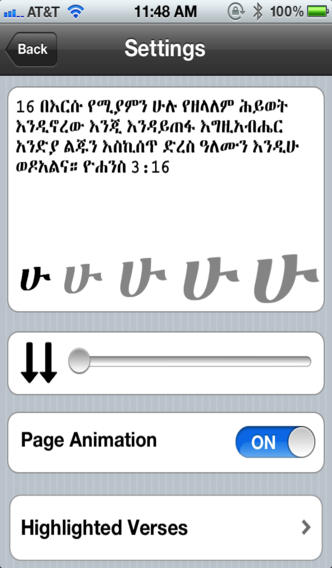 AT&T 11:48 AM 100%
Back Settings
16 በእርሱ የሚያምን ሁሉ የዘላለም ሕይወት
እንዲኖረው እንጂ እንዳይጠፋ እግዚአብሔር
አንድያ ልጁን እስኪሰጥ ድረስ ዓለሙን እንዲሁ
ወዶአልና። ዮሐንስ 3:16
ሁ ሁ ሁ ሁ ሁ
Page Animation ON
Highlighted Verses